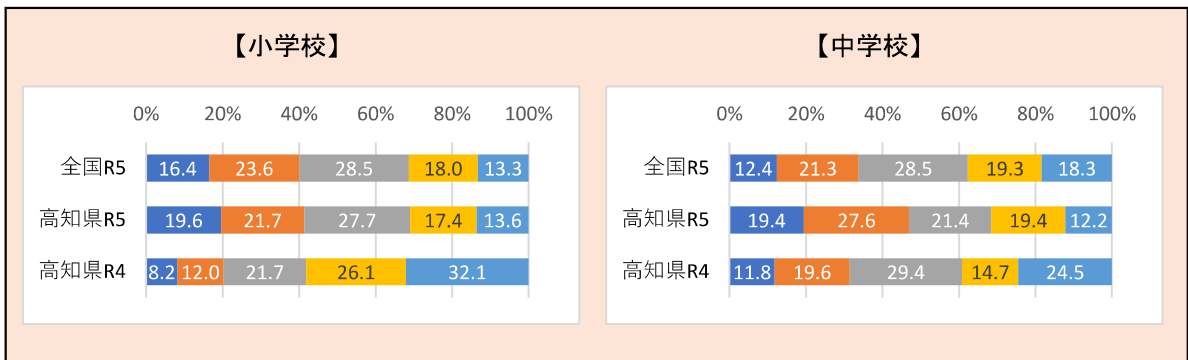 【小学校】
0% 20% 40% 60% 80% 100%
全国R5 16.4 23.6 28.5 18.0 13.3
高知県R5 19.6 21.7 27.7 17.4 13.6
高知県R4 8.2 12.0 21.7 26.1 32.1
【中学校】
0% 20% 40% 60% 80% 100%
全国R5 12.4 21.3 28.5 19.3 18.3
高知県R5 19.4 27.6 21.4 19.4 12.2
高知県R4 11.8 19.6 29.4 14.7 24.5